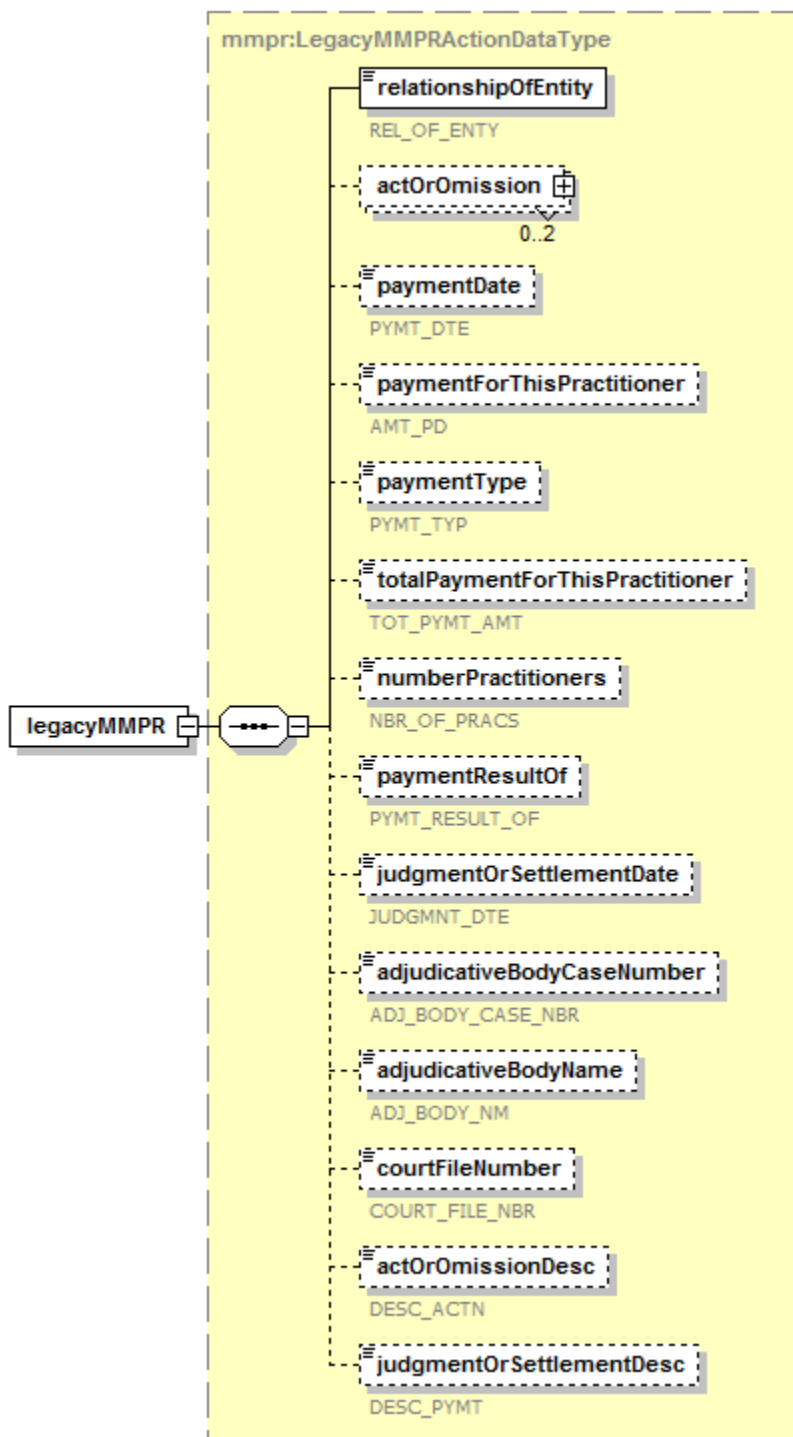 mmpr:LegacyMMPRActionDataType
relationshipOfEntity
REL_OF_ENTY
actOrOmission
0..2
paymentDate
PYMT_DTE
paymentForThisPractitioner
AMT_PD
paymentType
PYMT_TYP
totalPaymentForThisPractitioner
TOT_PYMT_AMT
numberPractitioners
NBR_OF_PRACS
legacyMMPR
paymentResultOf
PYMT_RESULT_OF
judgmentOrSettlementDate
JUDGMNT_DTE
adjudicativeBodyCaseNumber
ADJ_BODY_CASE_NBR
adjudicativeBodyName
ADJ_BODY_NM
courtFileNumber
COURT_FILE_NBR
actOrOmissionDesc
DESC_ACTN
judgmentOrSettlementDesc
DESC_PYMT